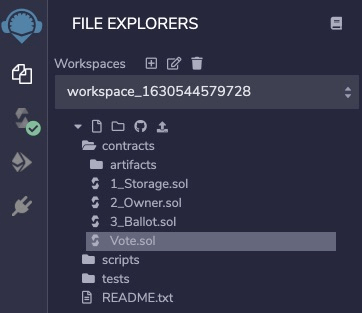 FILE EXPLORERS
Workspaces
workspace_1630544579728
contracts
artifacts
1_Storage.sol
2_Owner.sol
3_Ballot.sol
Vote.sol
scripts
tests
README.txt